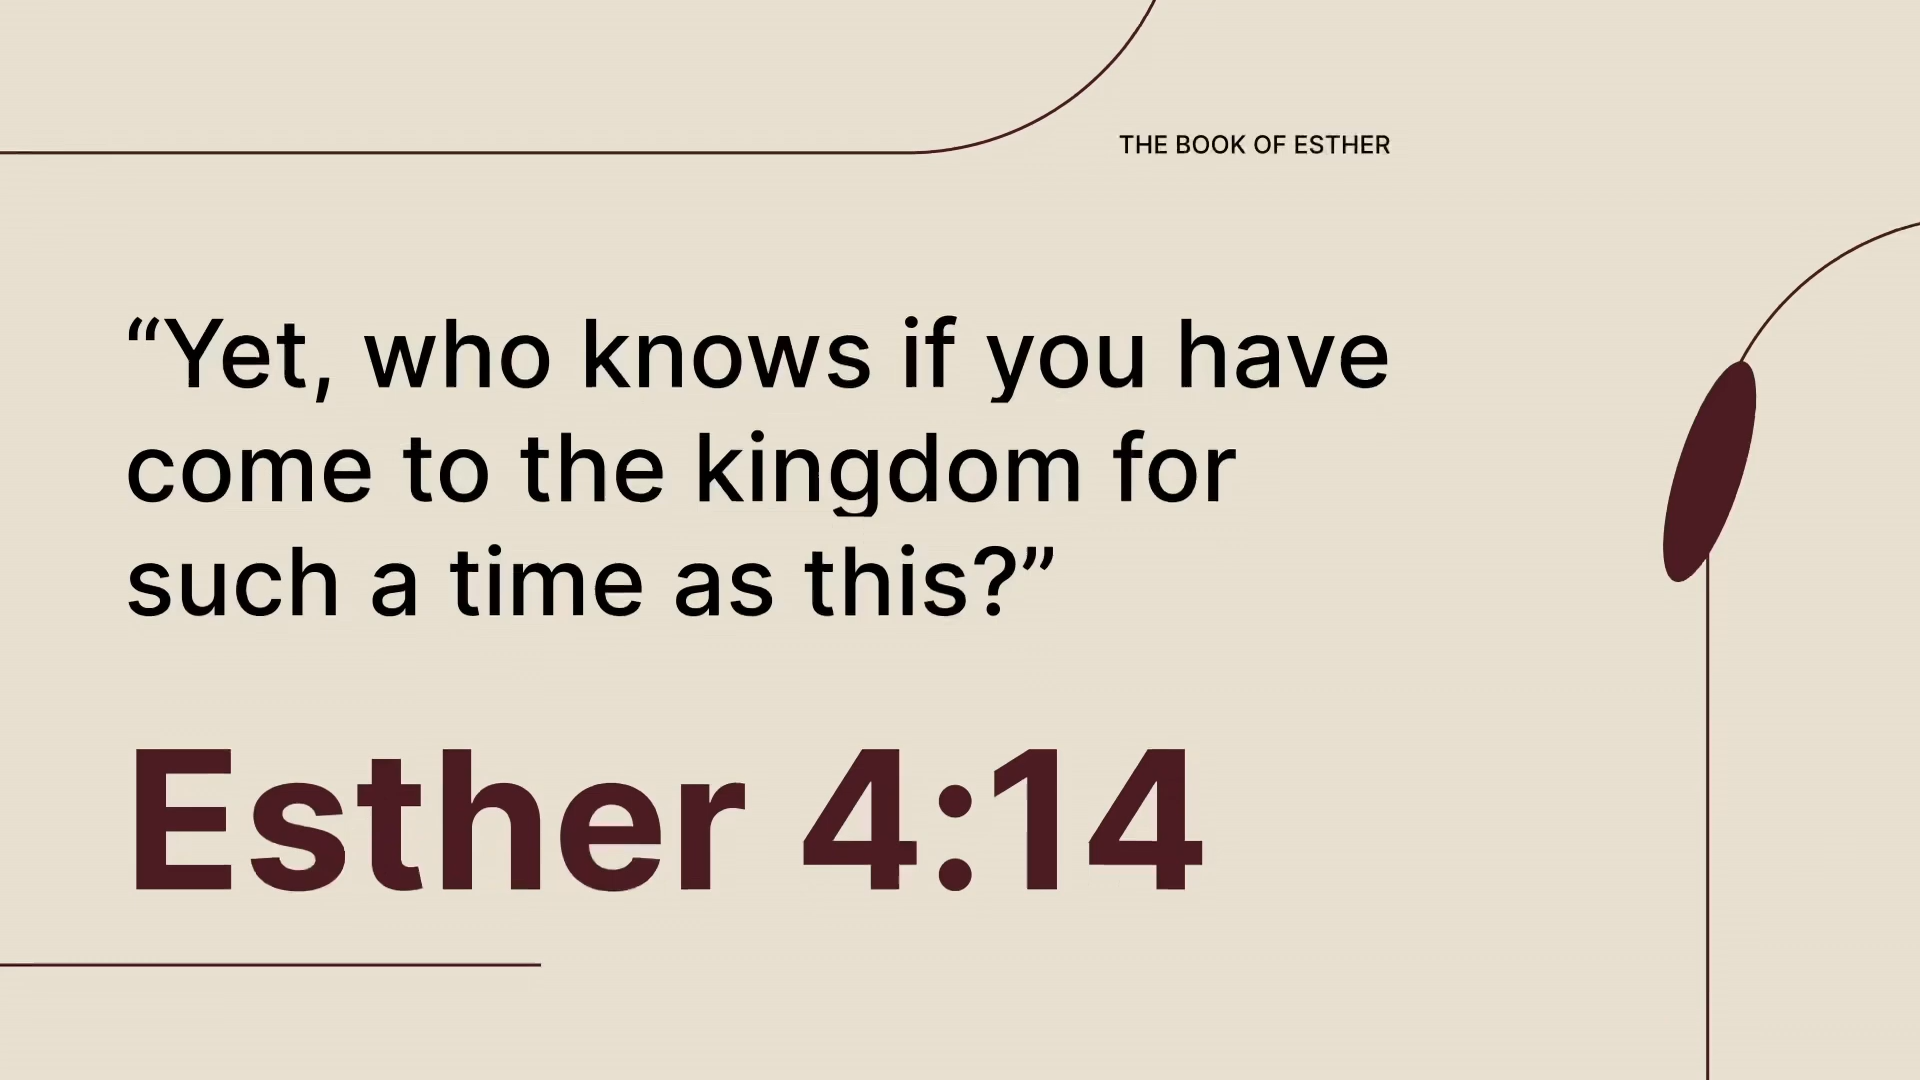 THE BOOK OF ESTHER
“Yet, who knows if you have
come to the kingdom for
such a time as this?”
Esther 4:14